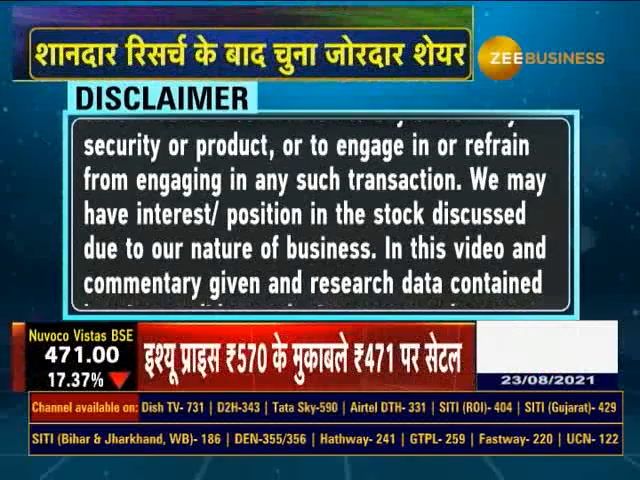 शानदार रिसर्च के बाद चुना जोरदार शेयर
ZEEBUSINESS
DISCLAIMER
security or product, or to engage in or refrain
from engaging in any such transaction. We may
have interest/ position in the stock discussed
due to our nature of business. In this video and
commentary given and research data contained
Nuvoco Vistas BSE
471.00
17.37%
इश्यू प्राइस ₹570 के मुकाबले ₹471 पर सेटल
23/08/2021
Channel available on: Dish TV- 731 | D2H-343 | Tata Sky-590 | Airtel DTH- 331 | SITI (ROI)- 404 | SITI (Gujarat)- 429
SITI (Bihar & Jharkhand, WB)- 186 | DEN-355/356 | Hathway- 241 | GTPL- 259 | Fastway- 220 | UCN- 122